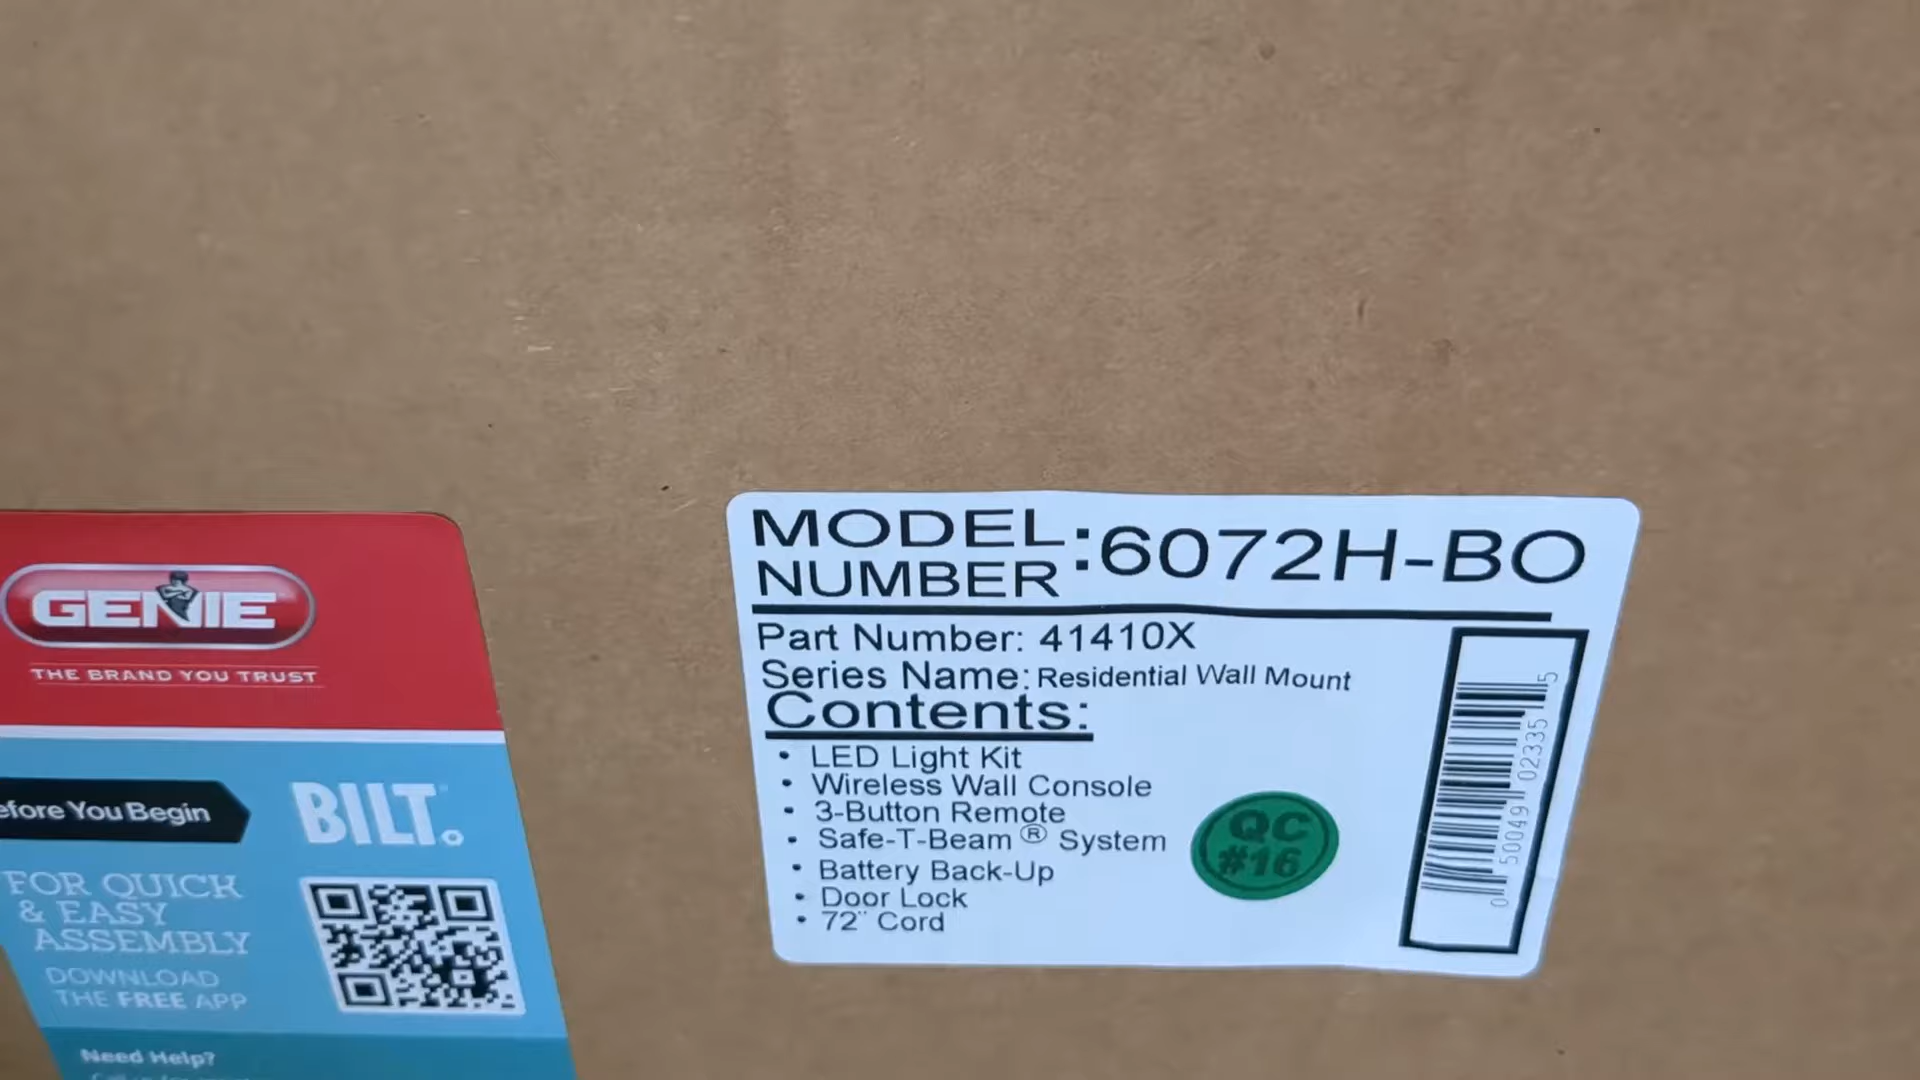 GENIE
THE BRAND YOU TRUST
efore You Begin
BILT
FOR QUICK
& EASY
ASSEMBLY
DOWNLOAD
THE FREE APP
Need Help?
MODEL
NUMBER
:6072H-BO
Part Number: 41410X
Series Name: Residential Wall Mount
Contents:
• LED Light Kit
• Wireless Wall Console
• 3-Button Remote
• Safe-T-Beam® System
• Battery Back-Up
• Door Lock
• 72" Cord
QC
#16
0 50049 02335 5